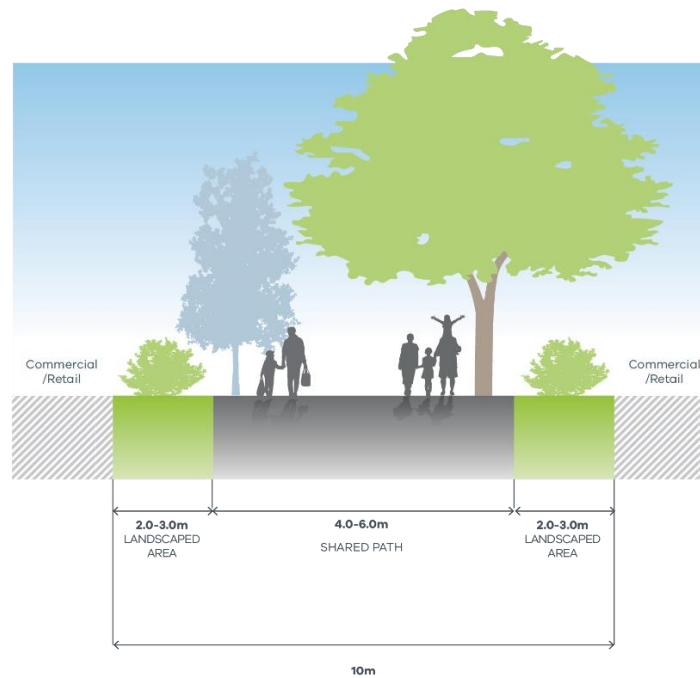 Commercial
/Retail
Commercial
/Retail
2.0-3.0m
LANDSCAPED
AREA
4.0-6.0m
SHARED PATH
2.0-3.0m
LANDSCAPED
AREA
10m